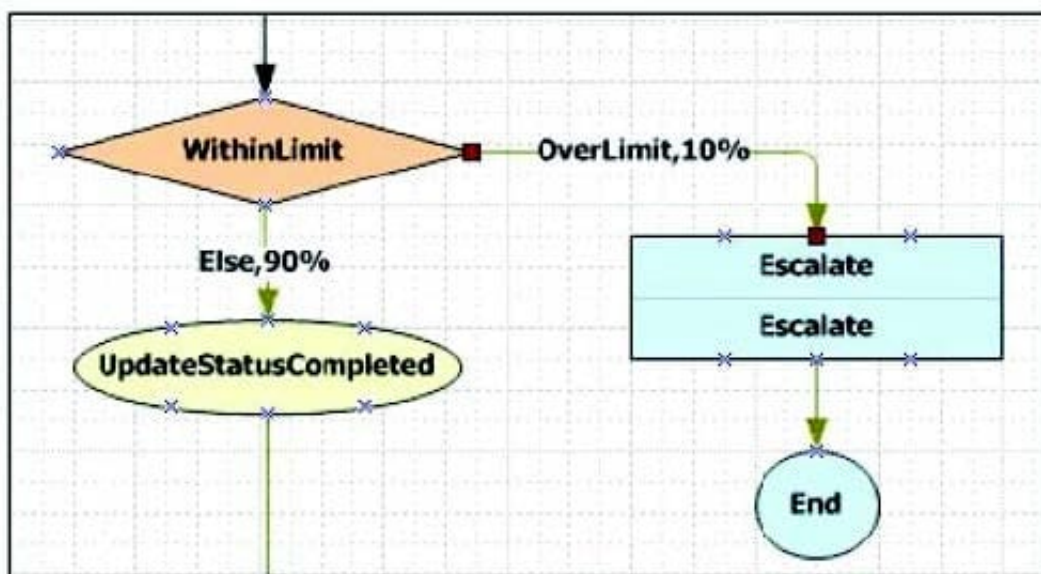 WithinLimit
OverLimit,10%
Else,90%
Escalate
Escalate
UpdateStatusCompleted
End